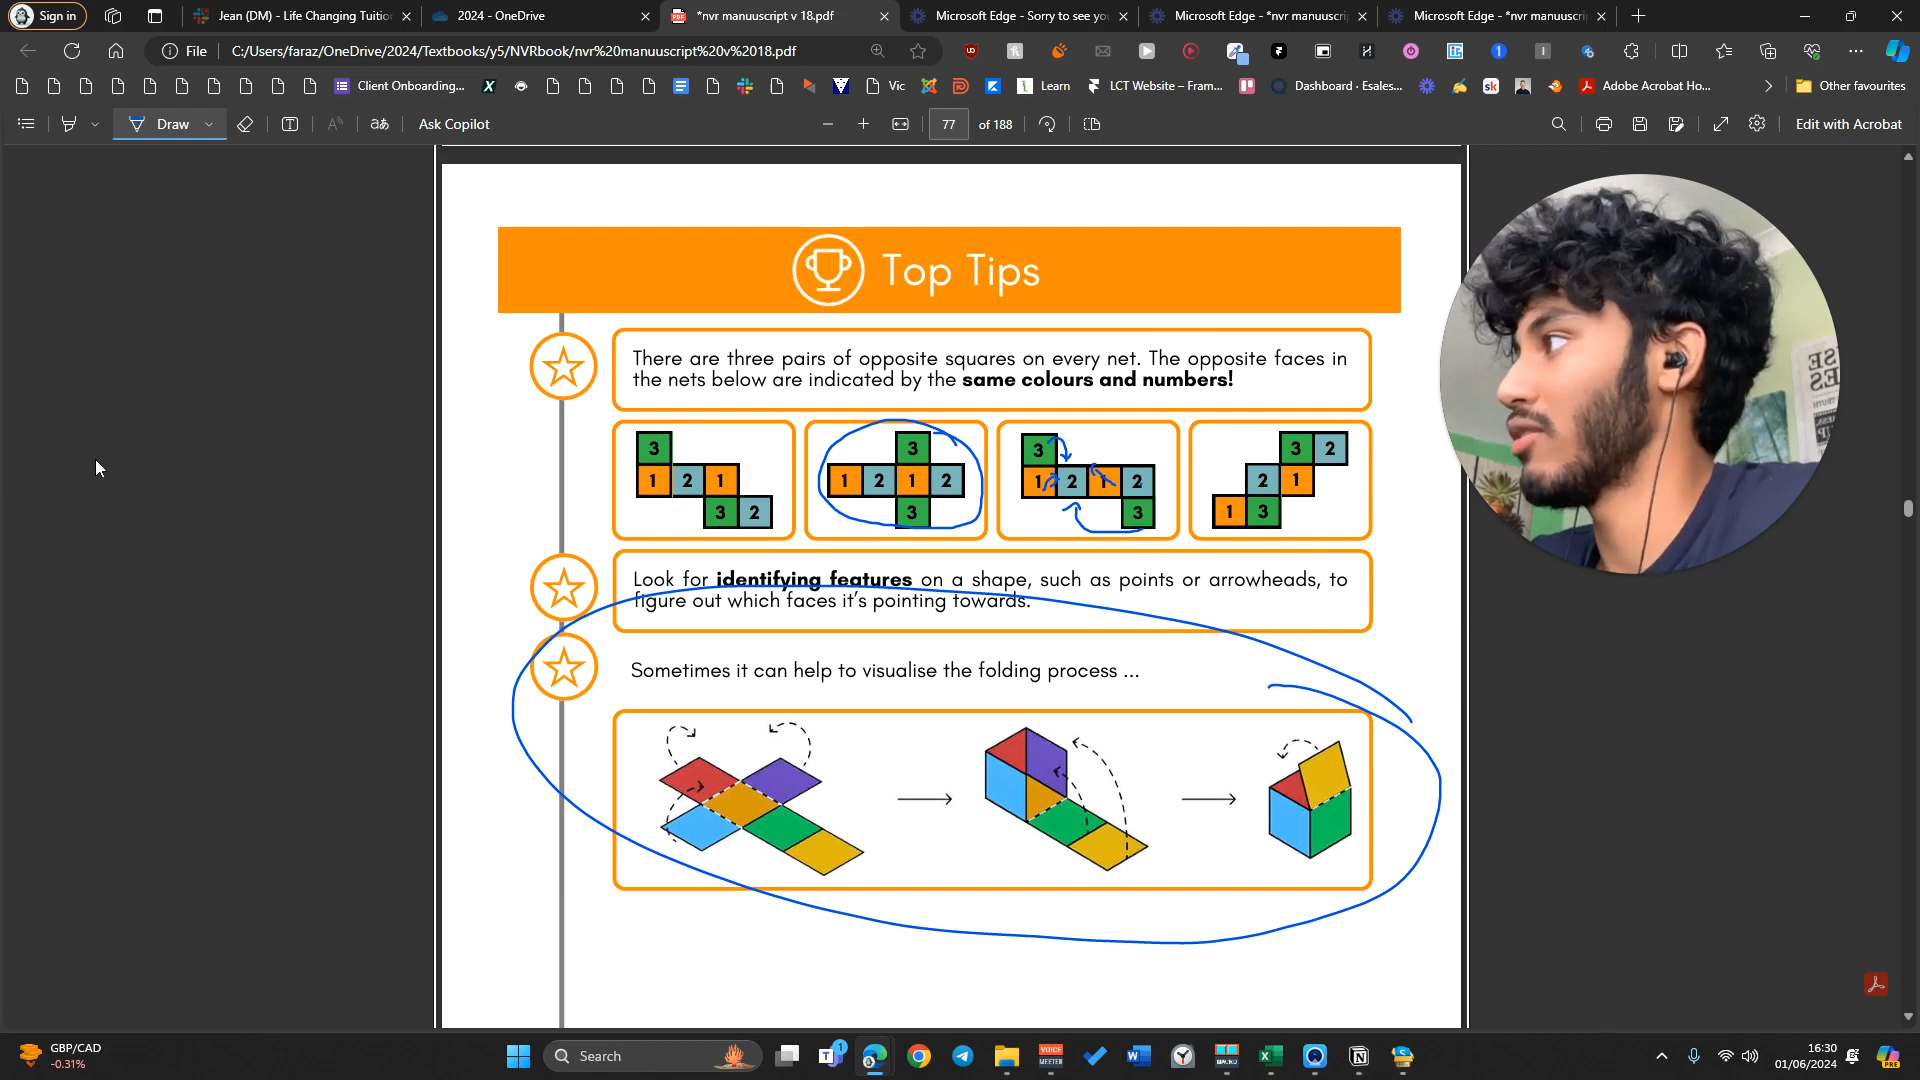 Sign in
Jean (DM) - Life Changing Tuitio
2024 - OneDrive
*nvr manuuscript v 18.pdf
Microsoft Edge - Sorry to see yo
Microsoft Edge - *nvr manuuscri
Microsoft Edge - *nvr manuuscri
File
C:/Users/faraz/OneDrive/2024/Textbooks/y5/NVRbook/nvr%20manuuscript%20v%2018.pdf
Client Onboarding...
Vic
Learn
LCT Website – Fram...
Dashboard · Esales...
Adobe Acrobat Ho...
Other favourites
Draw
Ask Copilot
77 of 188
Edit with Acrobat
Top Tips
There are three pairs of opposite squares on every net. The opposite faces in
the nets below are indicated by the same colours and numbers!
3
1 2 1
3 2
3
1 2 1 2
3
3
1 2 1 2
3
3 2
2 1
1 3
Look for identifying features on a shape, such as points or arrowheads, to
figure out which faces it's pointing towards.
Sometimes it can help to visualise the folding process ...
GBP/CAD
-0.31%
Search
16:30
01/06/2024